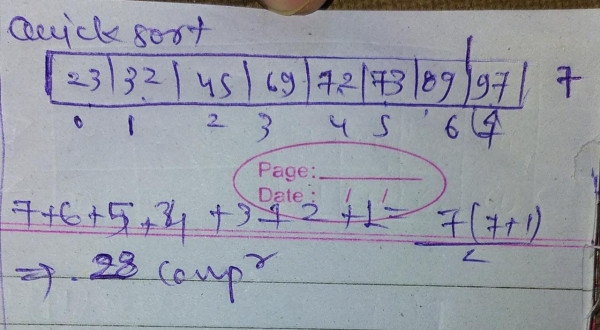 Quick sort
23 | 32 | 45 | 69 | 72 | 73 | 89 | 97 7
0 1 2 3 4 5 6 7
Page:
Date : / /
7+6+5+4+3+2+1= 7(7+1)
2
=> 28 compr